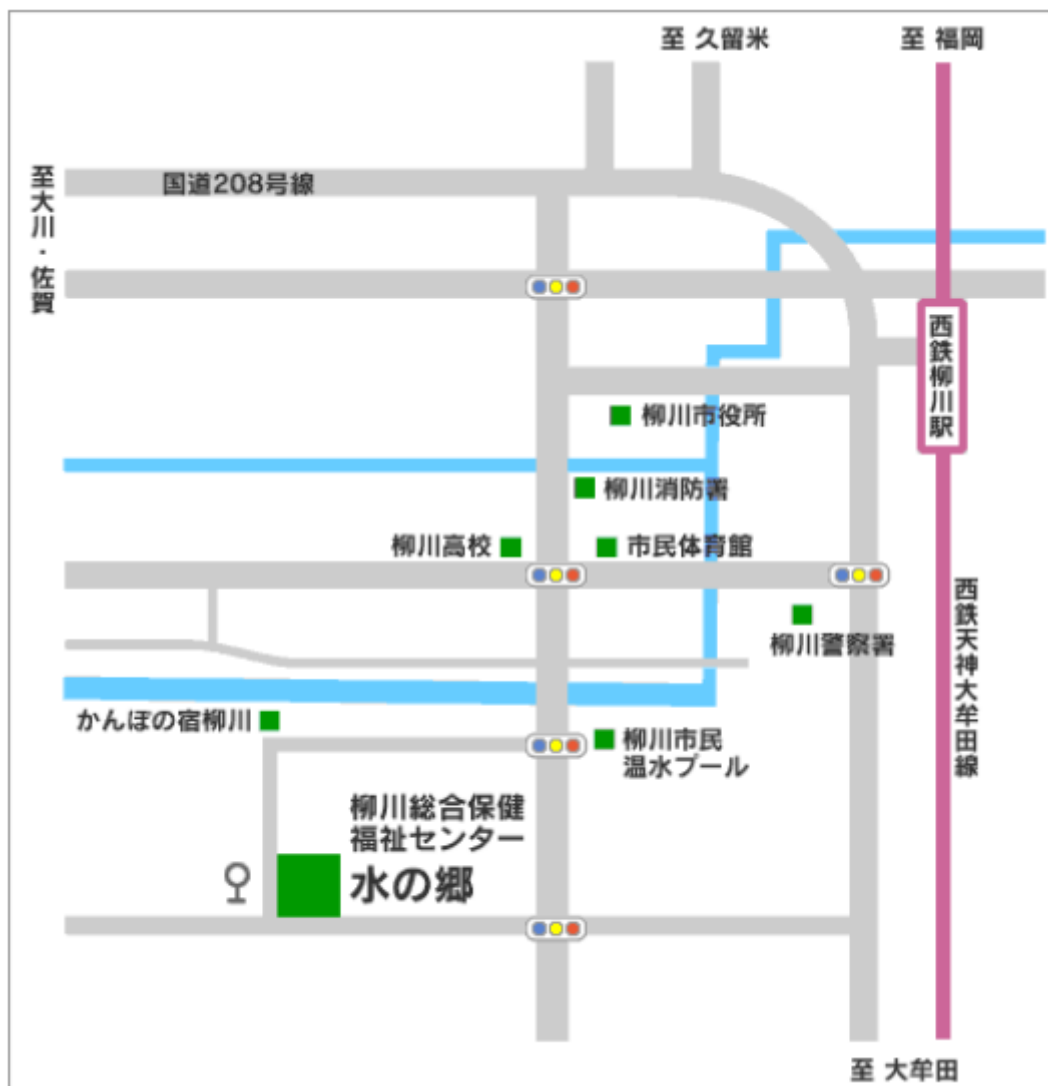 至 久留米
至 福岡
至大川・佐賀
国道208号線
西鉄柳川駅
柳川市役所
柳川消防署
柳川高校
市民体育館
西鉄天神大牟田線
柳川警察署
かんぽの宿柳川
柳川市民
温水プール
柳川総合保健
福祉センター
水の郷
至 大牟田